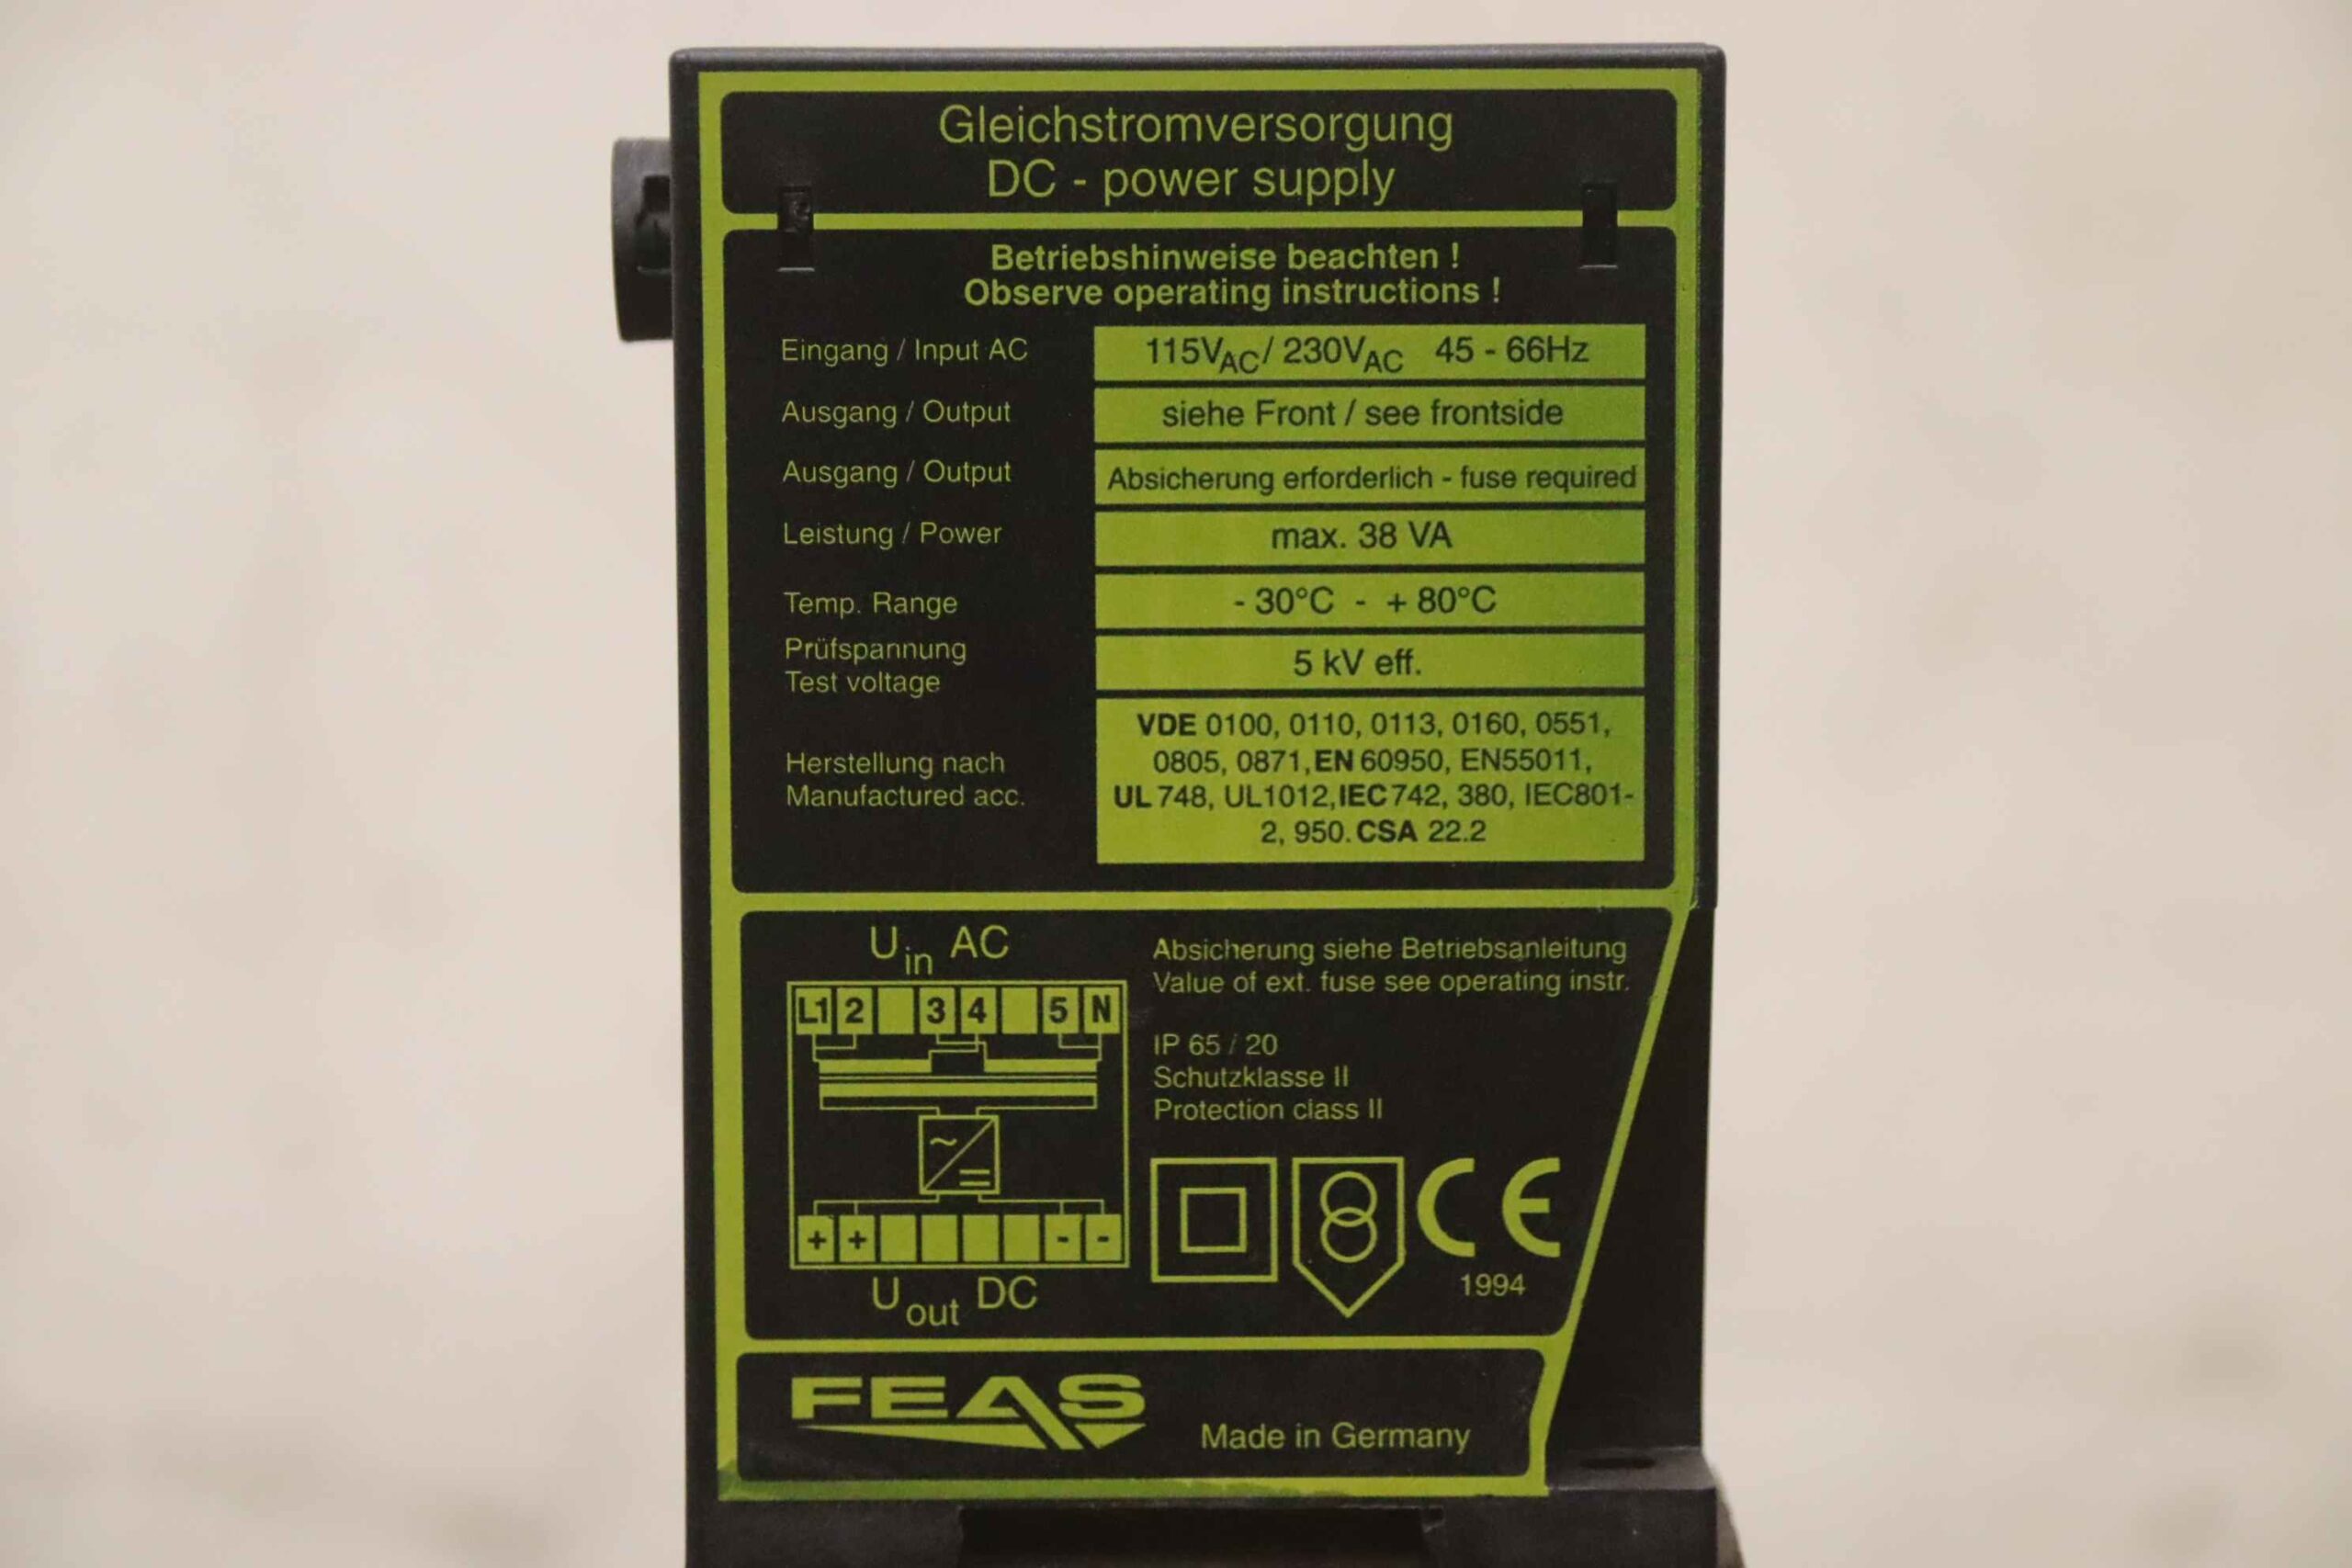 Gleichstromversorgung
DC - power supply
Betriebshinweise beachten !
Observe operating instructions !
Eingang / Input AC 115VAC/ 230VAC 45 - 66Hz
Ausgang / Output siehe Front / see frontside
Ausgang / Output Absicherung erforderlich - fuse required
Leistung / Power max. 38 VA
Temp. Range - 30°C - + 80°C
Prüfspannung
Test voltage
5 kV eff.
Herstellung nach
Manufactured acc.
VDE 0100, 0110, 0113, 0160, 0551,
0805, 0871, EN 60950, EN55011,
UL 748, UL1012, IEC 742, 380, IEC801-
2, 950. CSA 22.2
Uin AC
L1 2 3 4 5 N
+ + - -
Uout DC
Absicherung siehe Betriebsanleitung
Value of ext. fuse see operating instr.
IP 65 / 20
Schutzklasse II
Protection class II
CE
1994
FEAS
Made in Germany